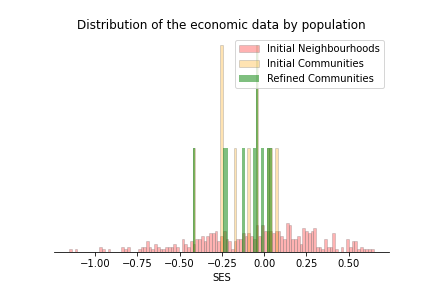 Distribution of the economic data by population
Initial Neighbourhoods
Initial Communities
Refined Communities
−1.00 −0.75 −0.50 −0.25 0.00 0.25 0.50
SES